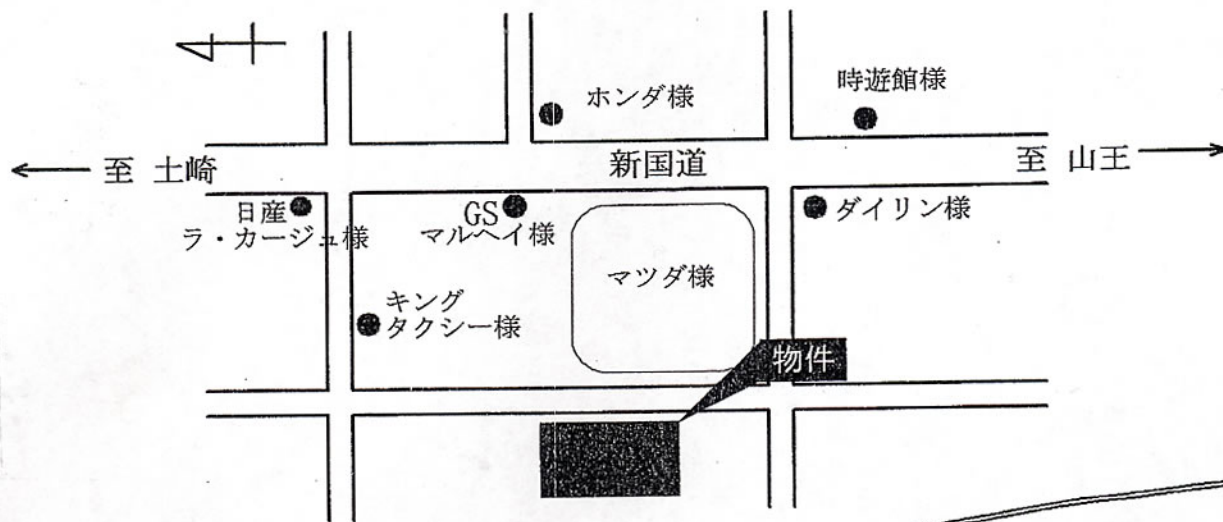 時遊館様
ホンダ様
至 土崎
新国道
至 山王
日産
ラ・カージュ様
GS
マルヘイ様
ダイリン様
マツダ様
キング
タクシー様
物件